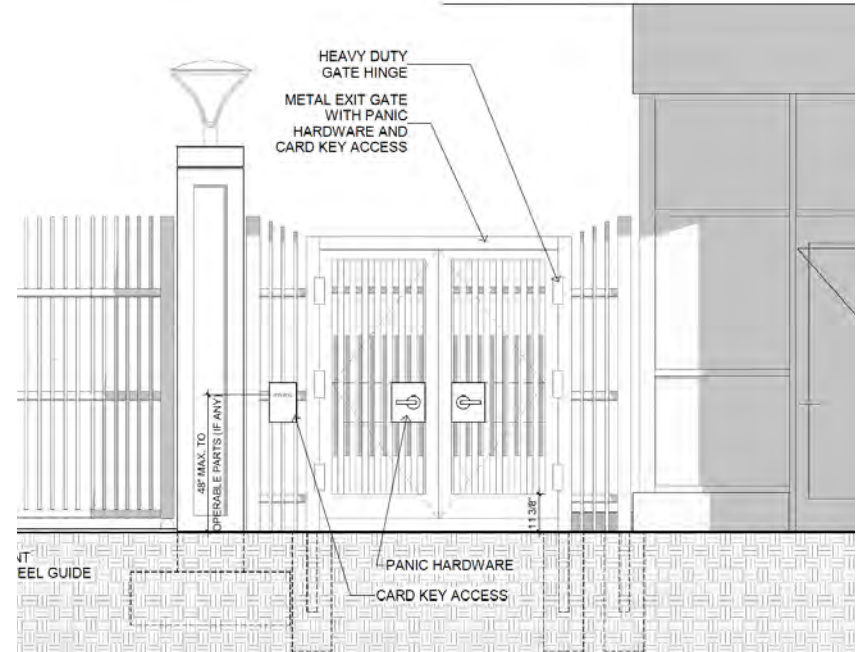 HEAVY DUTY
GATE HINGE
METAL EXIT GATE
WITH PANIC
HARDWARE AND
CARD KEY ACCESS
48" MAX. TO
OPERABLE PARTS (IF ANY)
11 3/8"
NT
EEL GUIDE
PANIC HARDWARE
CARD KEY ACCESS